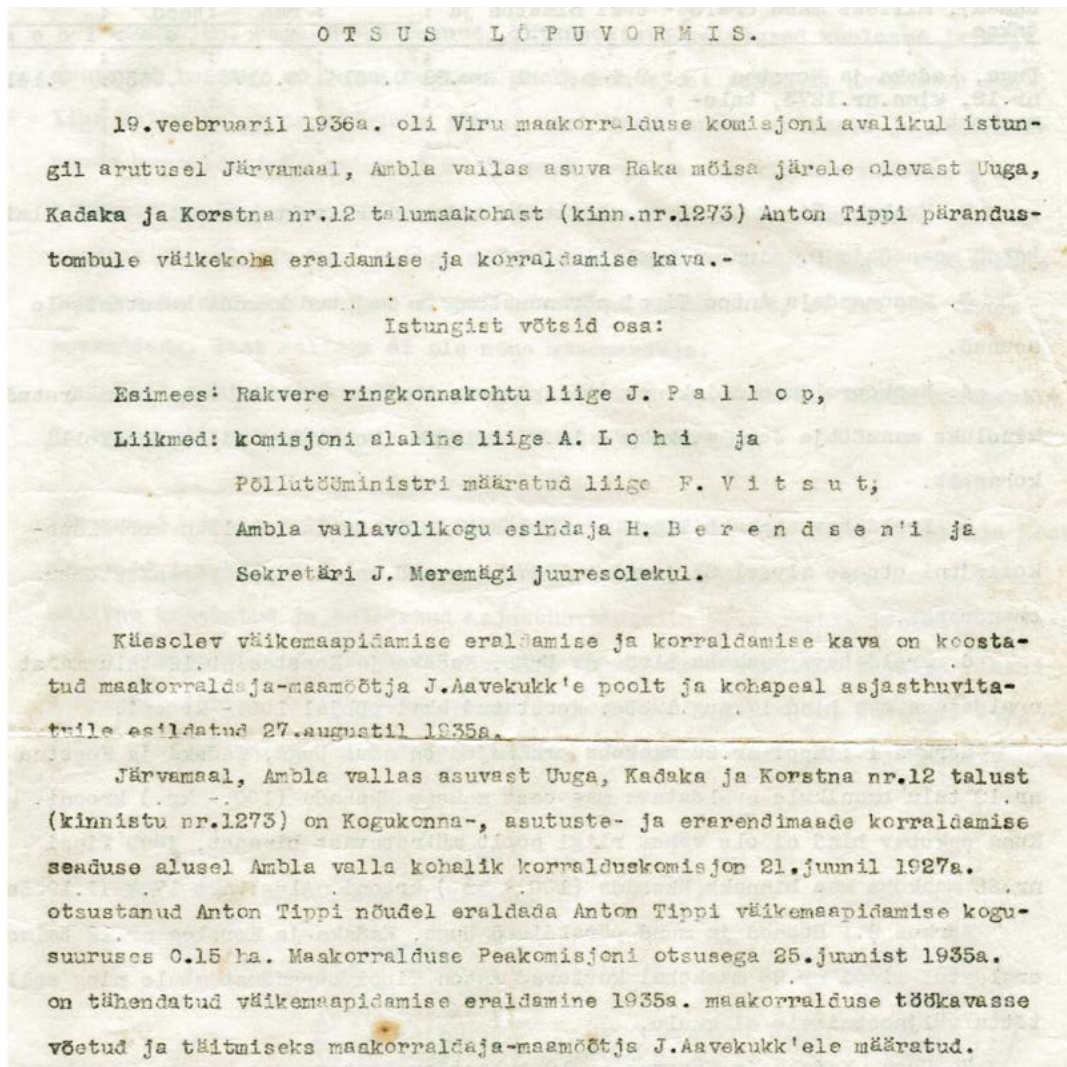 OTSUS LÕPUVORMIS.
19.veebruaril 1936a. oli Viru maakorralduse komisjoni avalikul istun-
gil arutusel Järvamaal, Ambla vallas asuva Raka mõisa järele olevast Uuga,
Kadaka ja Korstna nr.12 talumaakohast (kinn.nr.1273) Anton Tippi pärandus-
tombule väikekoha eraldamise ja korraldamise kava.-
Istungist võtsid osa:
Esimees: Rakvere ringkonnakohtu liige J. Pallop,
Liikmed: komisjoni alaline liige A. Lohi ja
Põllutööministri määratud liige F. Vitsut,
Ambla vallavolikogu esindaja H. Berendsen'i ja
Sekretäri J. Meremägi juuresolekul.
Käesolev väikemaapidamise eraldamise ja korraldamise kava on koosta-
tud maakorraldaja-maamõõtja J.Aavekukk'e poolt ja kohapeal asjasthuvita-
tuile esildatud 27.augustil 1935a.
Järvamaal, Ambla vallas asuvast Uuga, Kadaka ja Korstna nr.12 talust
(kinnistu nr.1273) on Kogukonna-, asutuste- ja erarendimaade korraldamise
seaduse alusel Ambla valla kohalik korralduskomisjon 21.juunil 1927a.
otsustanud Anton Tippi nõudel eraldada Anton Tippi väikemaapidamise kogu-
suuruses 0.15 ha. Maakorralduse Peakomisjoni otsusega 25.juunist 1935a.
on tähendatud väikemaapidamise eraldamine 1935a. maakorralduse töökavasse
võetud ja täitmiseks maakorraldaja-maamõõtja J.Aavekukk'ele määratud.